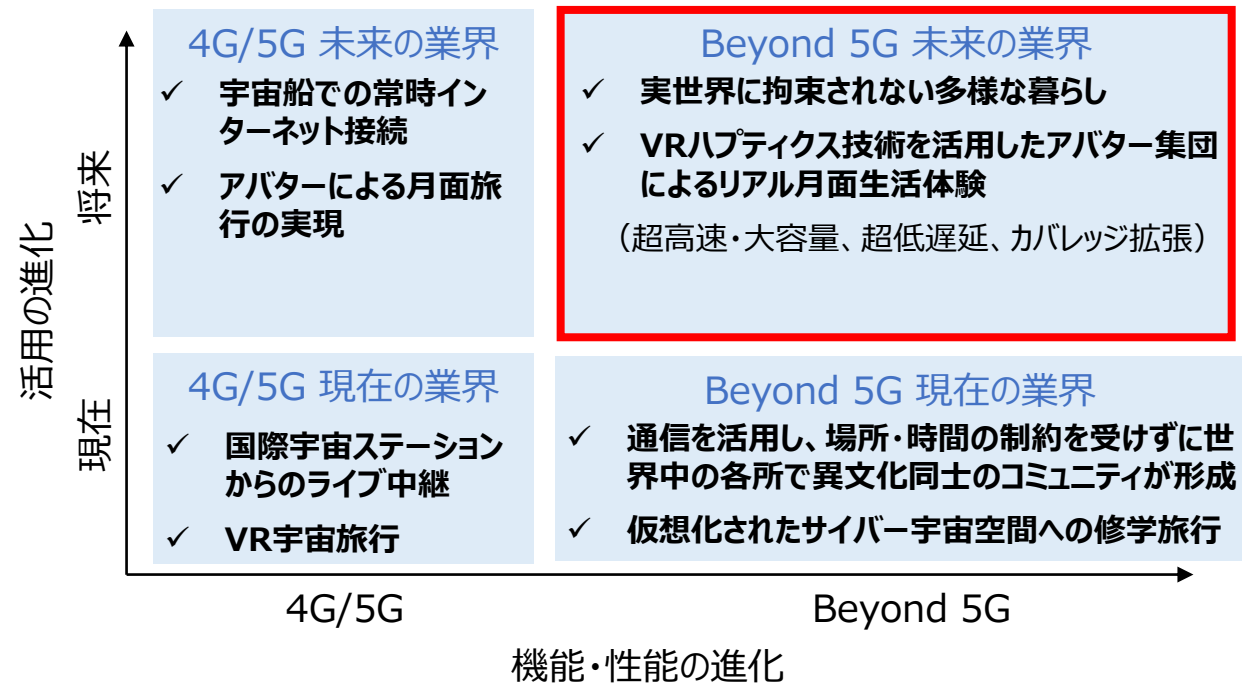 4G/5G 未来の業界
✓ 宇宙船での常時イン
ターネット接続
✓ アバターによる月面旅
行の実現
Beyond 5G 未来の業界
✓ 実世界に拘束されない多様な暮らし
✓ VRハプティクス技術を活用したアバター集団
によるリアル月面生活体験
（超高速・大容量、超低遅延、カバレッジ拡張）
4G/5G 現在の業界
✓ 国際宇宙ステーション
からのライブ中継
✓ VR宇宙旅行
Beyond 5G 現在の業界
✓ 通信を活用し、場所・時間の制約を受けずに世
界中の各所で異文化同士のコミュニティが形成
✓ 仮想化されたサイバー宇宙空間への修学旅行
活用の進化
将来
現在
4G/5G
Beyond 5G
機能・性能の進化